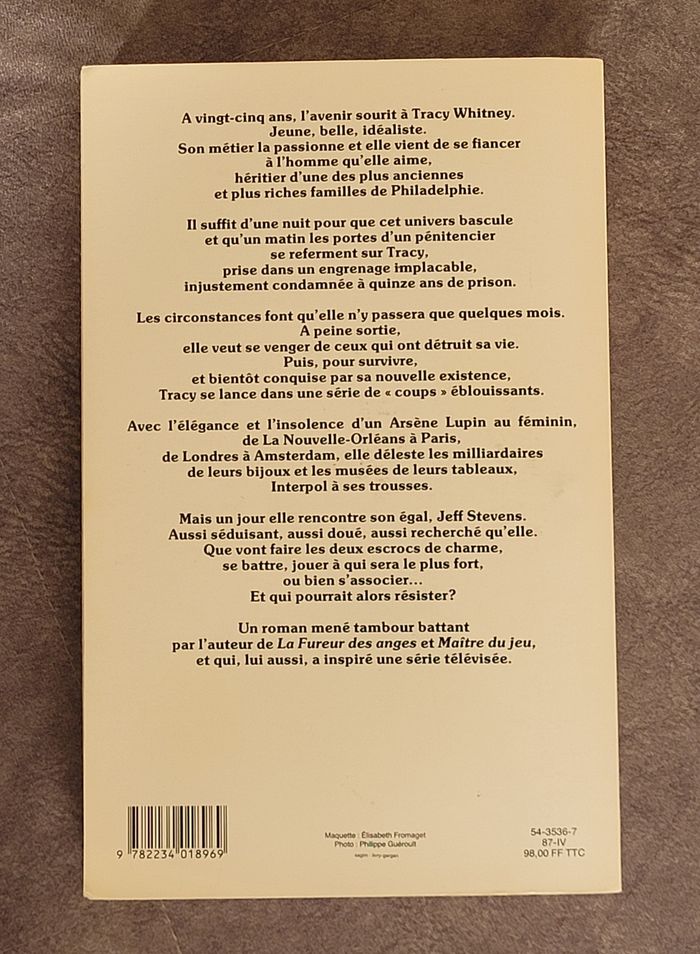 A vingt-cinq ans, l'avenir sourit à Tracy Whitney.
Jeune, belle, idéaliste.
Son métier la passionne et elle vient de se fiancer
à l'homme qu'elle aime,
héritier d'une des plus anciennes
et plus riches familles de Philadelphie.
Il suffit d'une nuit pour que cet univers bascule
et qu'un matin les portes d'un pénitencier
se referment sur Tracy,
prise dans un engrenage implacable,
injustement condamnée à quinze ans de prison.
Les circonstances font qu'elle n'y passera que quelques mois.
A peine sortie,
elle veut se venger de ceux qui ont détruit sa vie.
Puis, pour survivre,
et bientôt conquise par sa nouvelle existence,
Tracy se lance dans une série de « coups » éblouissants.
Avec l'élégance et l'insolence d'un Arsène Lupin au féminin,
de La Nouvelle-Orléans à Paris,
de Londres à Amsterdam, elle déleste les milliardaires
de leurs bijoux et les musées de leurs tableaux,
Interpol à ses trousses.
Mais un jour elle rencontre son égal, Jeff Stevens.
Aussi séduisant, aussi doué, aussi recherché qu'elle.
Que vont faire les deux escrocs de charme,
se battre, jouer à qui sera le plus fort,
ou bien s'associer...
Et qui pourrait alors résister?
Un roman mené tambour battant
par l'auteur de La Fureur des anges et Maître du jeu,
et qui, lui aussi, a inspiré une série télévisée.
9 782234 018969
Maquette : Élisabeth Fromaget
Photo : Philippe Guéroult
54-3536-7
87-IV
98,00 FF TTC